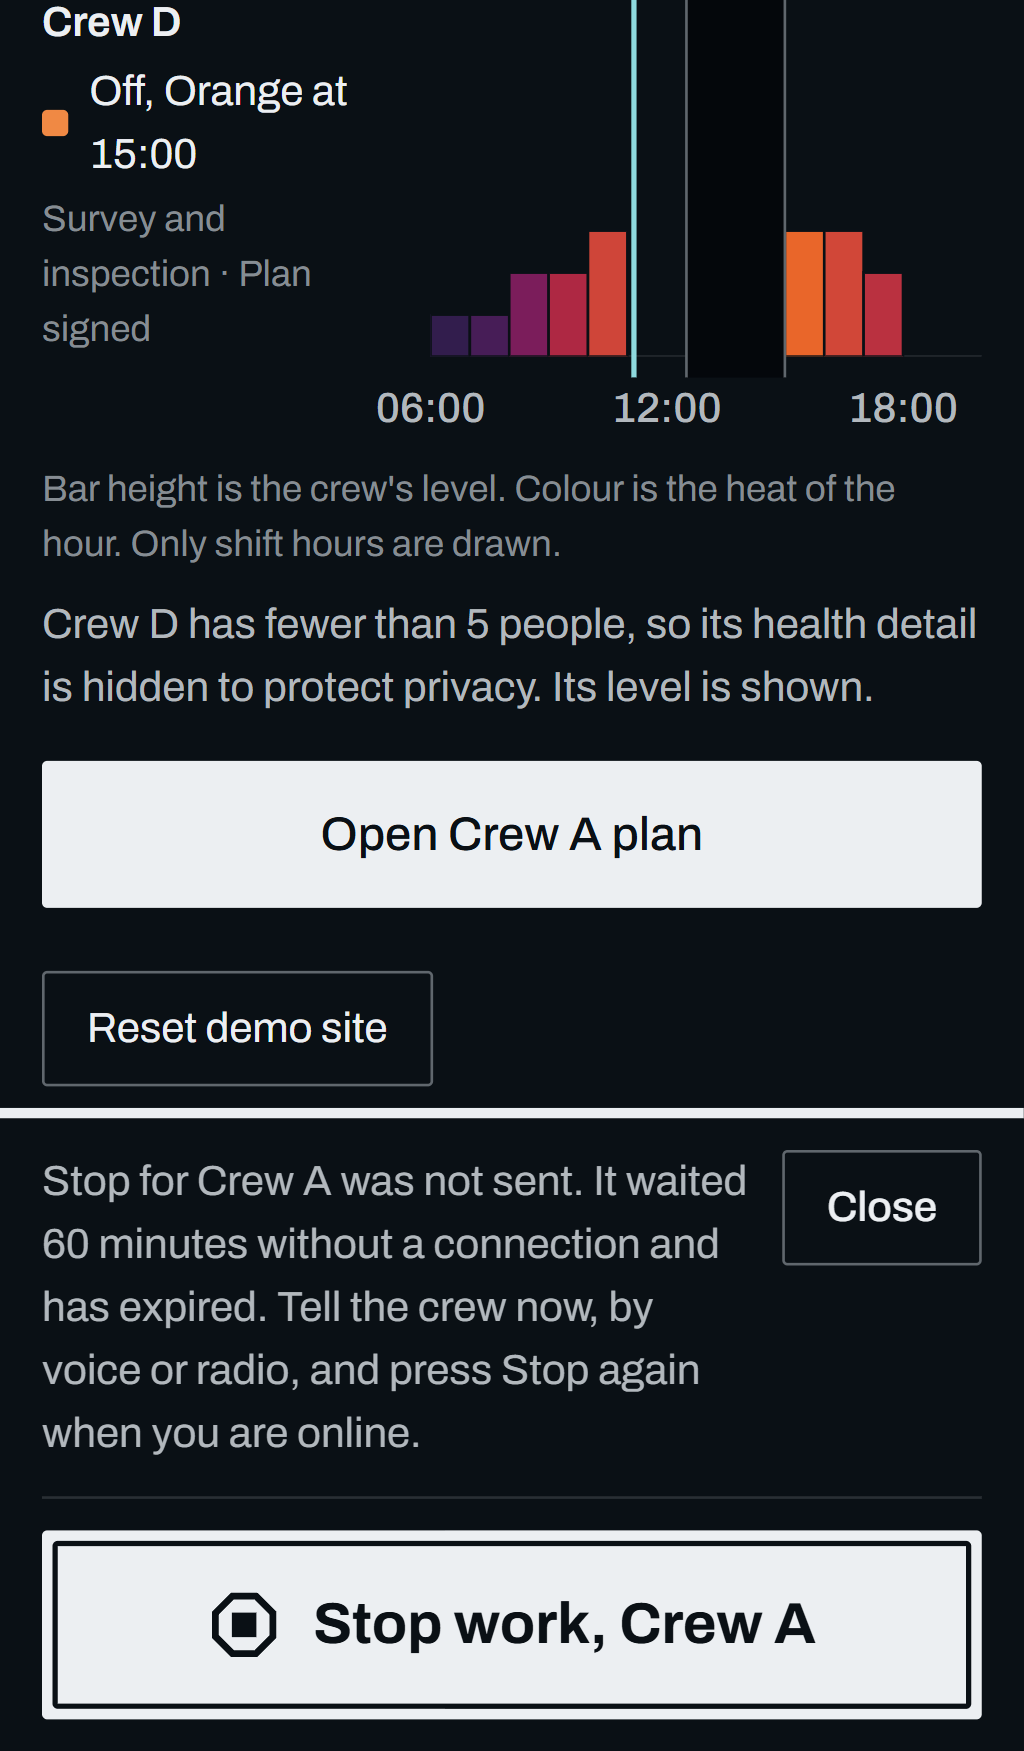 Crew D
Off, Orange at
15:00
Survey and
inspection · Plan
signed
06:00 12:00 18:00
Bar height is the crew's level. Colour is the heat of the
hour. Only shift hours are drawn.
Crew D has fewer than 5 people, so its health detail
is hidden to protect privacy. Its level is shown.
Open Crew A plan
Reset demo site
Stop for Crew A was not sent. It waited
60 minutes without a connection and
has expired. Tell the crew now, by
voice or radio, and press Stop again
when you are online.
Close
Stop work, Crew A